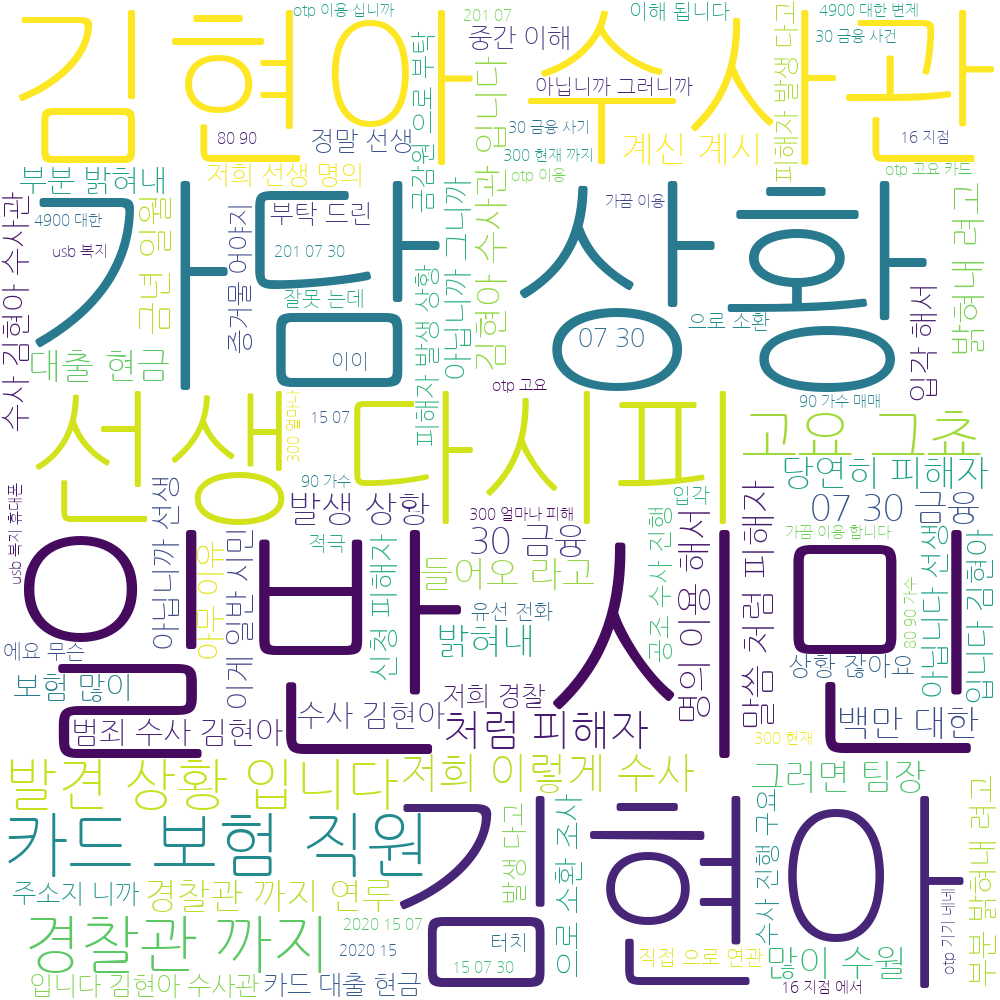 otp 이용 십니까
201 07
이해 됩니다
4900 대한 변제
김현아 수사관
중간 이해
30 금융 사건
아닙니까 그러니까
80 90
정말 선생
30 금융 사기
16 지점
300 현재 까지
계신 계시
으로 부탁
입니다
피해자 발생 다고
부분 밝혀내
저희 선생 명의
otp 이용
otp 고요 카드
가담 상황
4900 대한
부탁 드린
가끔 이용
usb 복지
201 07 30
수사 김현아 수사관
금년 일월
증거물 어야지
잘못 는데
금감원
아닙니까 그니까
김현아 수사관
으로 소환
07 30
입각 해서
밝혀내 려고
대출 현금
이이
otp 고요
피해자 발생 상황
90 가수 매매
선생 다시피
300 얼마나
15 07
고요 그쵸
당연히 피해자
90 가수
발생 상황
입각
07 30 금융
usb 복지 휴대폰
300 얼마나 피해
가끔 이용 합니다
일반 시민
아닙니까 선생
아무 이유
이게 일반 시민
적극
신청 피해자
30 금융
들어오 라고
유선 전화
밝혀내
공조 수사 진행
명의 이용 해서
말씀 처럼 피해자
80 90 가수
아닙니다 선생
입니다 김현아
에요 무슨
보험 많이
상황 잖아요
저희 경찰
범죄 수사 김현아
수사 김현아
처럼 피해자
백만 대한
300 현재
발견 상황 입니다
저희 이렇게 수사
그러면 팀장
카드 보험 직원
김현아
발생 다고
으로 소환 조사
수사 진행 구요
부분 밝혀내 려고
주소지 니까
경찰관 까지 연루
경찰관 까지
2020 15 07
2020 15
터치
15 07 30
otp 기기 네네
직접 으로 연관
많이 수월
입니다 김현아 수사관
카드 대출 현금
16 지점 에서